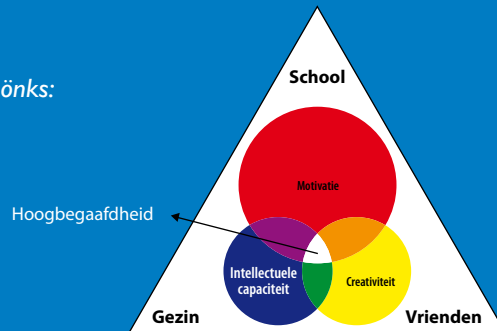 School
önks:
Motivatie
Hoogbegaafdheid
Intellectuele
capaciteit
Creativiteit
Gezin
Vrienden